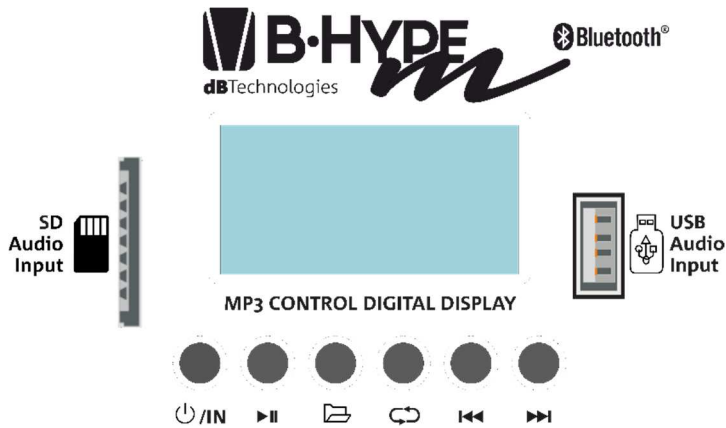 B·HYPE m
Bluetooth®
dBTechnologies
SD
Audio
Input
USB
Audio
Input
MP3 CONTROL DIGITAL DISPLAY
/IN